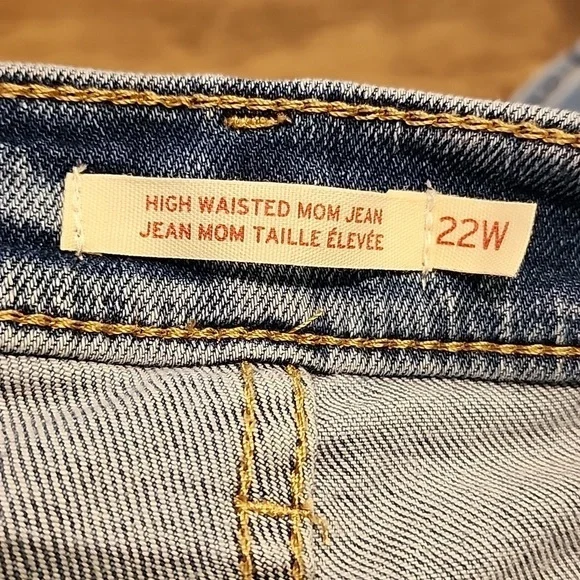 HIGH WAISTED MOM JEAN
JEAN MOM TAILLE ÉLEVÉE
22W